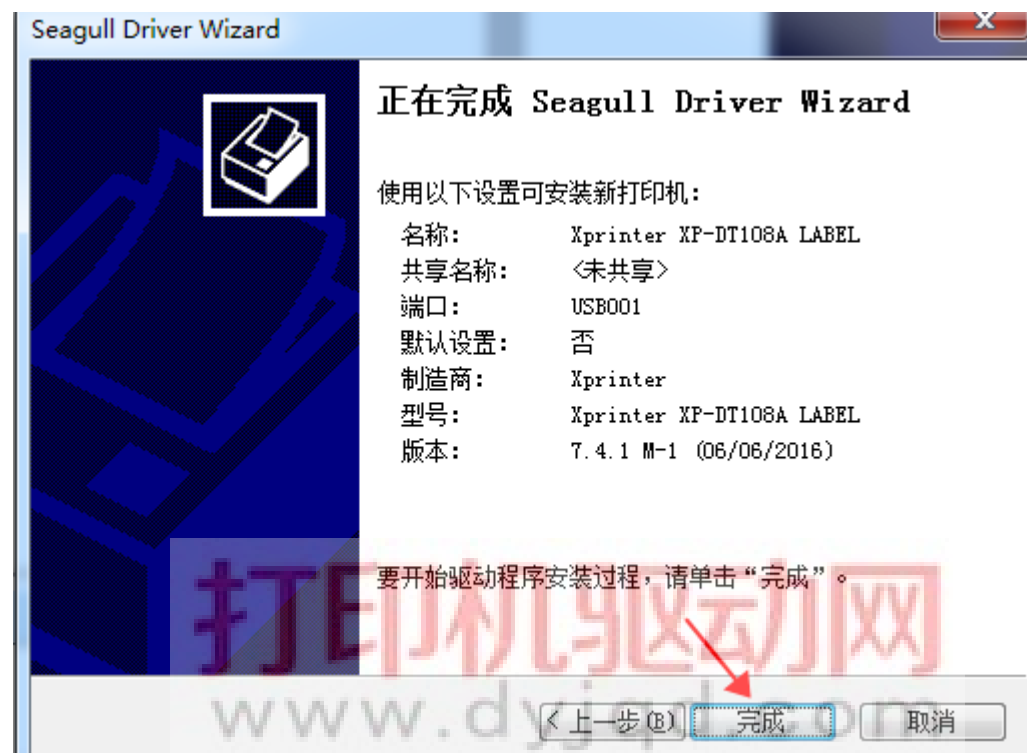 Seagull Driver Wizard
正在完成 Seagull Driver Wizard
使用以下设置可安装新打印机：
名称： Xprinter XP-DT108A LABEL
共享名称： <未共享>
端口： USB001
默认设置： 否
制造商： Xprinter
型号： Xprinter XP-DT108A LABEL
版本： 7.4.1 M-1 (06/06/2016)
要开始驱动程序安装过程，请单击“完成”。
打印机驱动网
www.dyjqd.com
< 上一步(B) 完成 取消